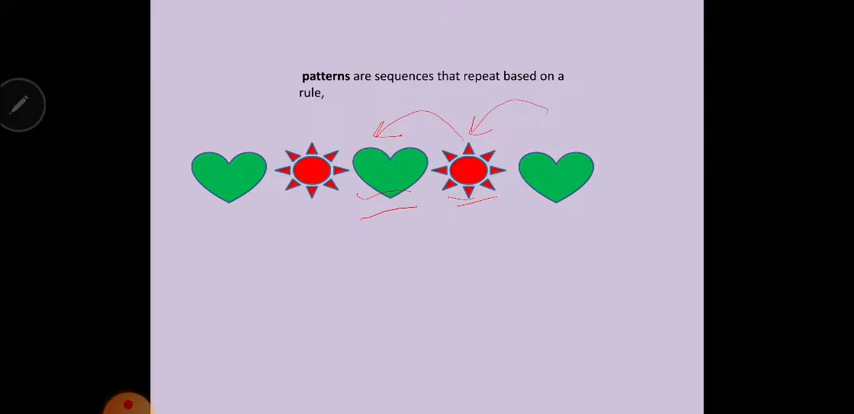 patterns are sequences that repeat based on a
rule,